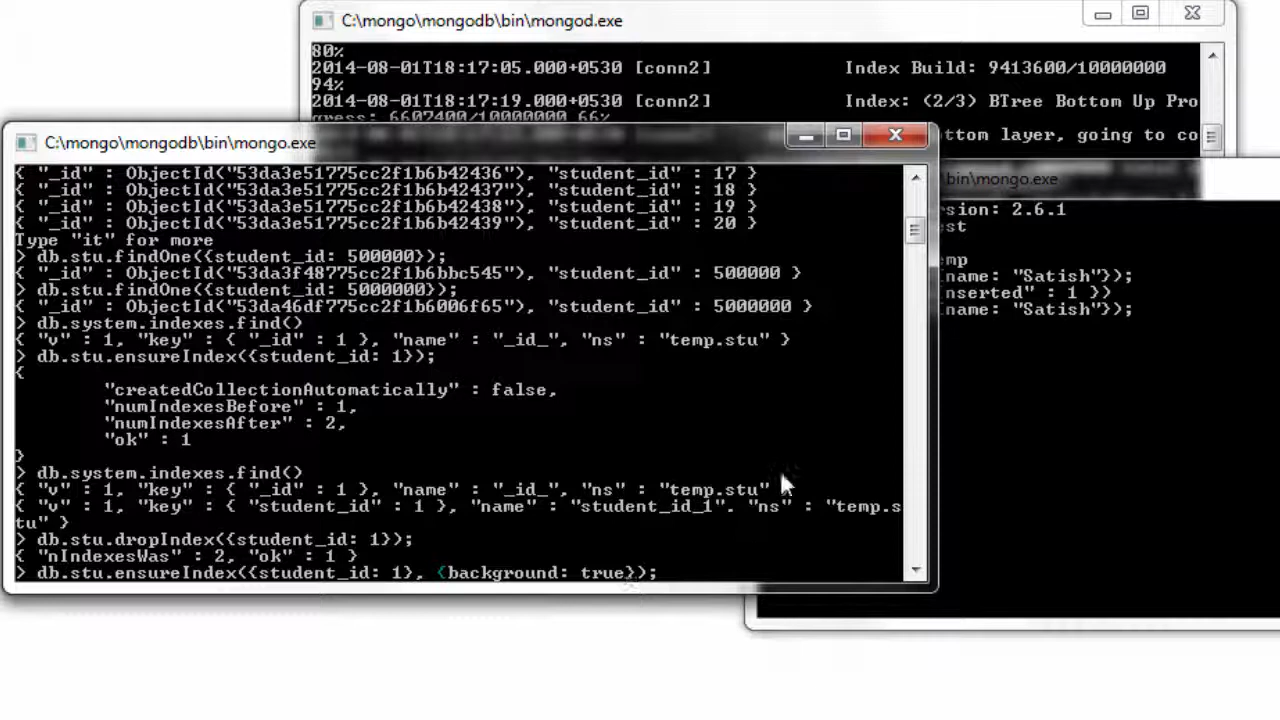 C:\mongo\mongodb\bin\mongod.exe
80%
2014-08-01T18:17:05.000+0530 [conn2] Index Build: 9413600/10000000
94%
2014-08-01T18:17:19.000+0530 [conn2] Index: (2/3) BTree Bottom Up Pro
gress: 6607400/10000000 66%
ttom layer, going to co
C:\mongo\mongodb\bin\mongo.exe
{ "_id" : ObjectId("53da3e51775cc2f1b6b42436"), "student_id" : 17 }
{ "_id" : ObjectId("53da3e51775cc2f1b6b42437"), "student_id" : 18 }
{ "_id" : ObjectId("53da3e51775cc2f1b6b42438"), "student_id" : 19 }
{ "_id" : ObjectId("53da3e51775cc2f1b6b42439"), "student_id" : 20 }
Type "it" for more
> db.stu.findOne({student_id: 500000});
{ "_id" : ObjectId("53da3f48775cc2f1b6bbc545"), "student_id" : 500000 }
> db.stu.findOne({student_id: 5000000});
{ "_id" : ObjectId("53da46df775cc2f1b6006f65"), "student_id" : 5000000 }
> db.system.indexes.find()
{ "v" : 1, "key" : { "_id" : 1 }, "name" : "_id_", "ns" : "temp.stu" }
> db.stu.ensureIndex({student_id: 1});
{
"createdCollectionAutomatically" : false,
"numIndexesBefore" : 1,
"numIndexesAfter" : 2,
"ok" : 1
}
> db.system.indexes.find()
{ "v" : 1, "key" : { "_id" : 1 }, "name" : "_id_", "ns" : "temp.stu"
{ "v" : 1, "key" : { "student_id" : 1 }, "name" : "student_id_1", "ns" : "temp.s
tu" }
> db.stu.dropIndex({student_id: 1});
{ "nIndexesWas" : 2, "ok" : 1 }
> db.stu.ensureIndex({student_id: 1}, {background: true});
\bin\mongo.exe
rsion: 2.6.1
est
emp
name: "Satish"});
nserted" : 1 })
name: "Satish"});